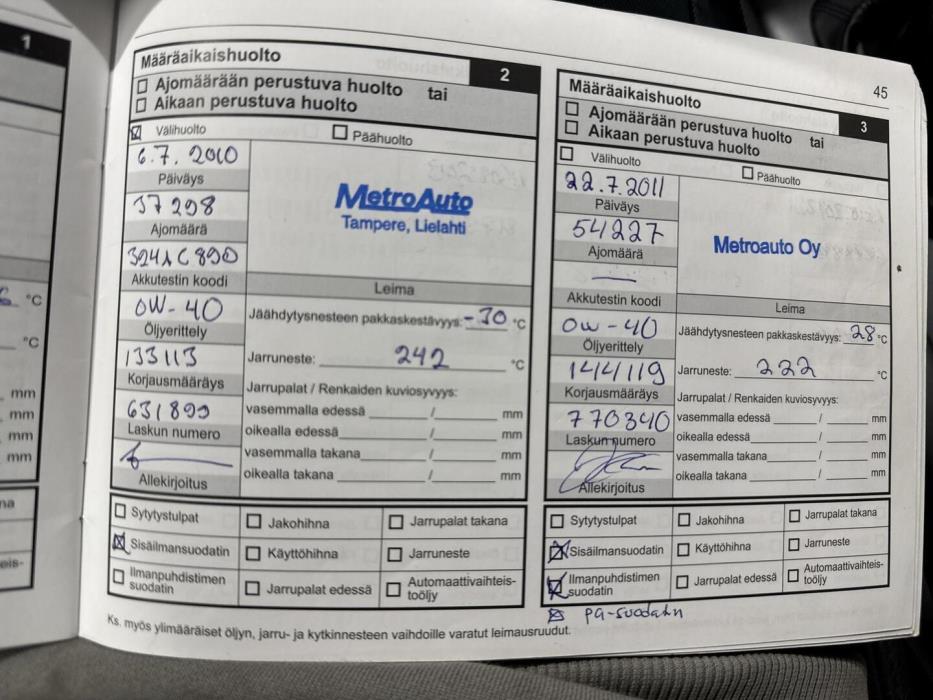 1
°C
°C
mm
mm
mm
mm
Määräaikaishuolto
2
Ajomäärään perustuva huolto tai
Aikaan perustuva huolto
Välihuolto
Päähuolto
6.7.2010
Päiväys
37298
Ajomäärä
Akkutestin koodi
0W-40
Öljyerittely
133113
Korjausmääräys
631899
Laskun numero
Allekirjoitus
MetroAuto
Tampere, Lielahti
Leima
Jäähdytysnesteen pakkaskestävyys: -30 °C
Jarruneste: 242 °C
Jarrupalat / Renkaiden kuviosyvyys:
vasemmalla edessä / mm
oikealla edessä / mm
vasemmalla takana / mm
oikealla takana / mm
Sytytystulpat
Jakohihna
Jarrupalat takana
Sisäilmansuodatin
Käyttöhihna
Jarruneste
Ilmanpuhdistimen
suodatin
Jarrupalat edessä
Automaattivaihteis-
toöljy
Ks. myös ylimääräiset öljyn, jarru- ja kytkinnesteen vaihdoille varatut leimausruudut.
45
Määräaikaishuolto
3
Ajomäärään perustuva huolto tai
Aikaan perustuva huolto
Välihuolto
Päähuolto
22.7.2011
Päiväys
54227
Ajomäärä
Akkutestin koodi
0W-40
Öljyerittely
144119
Korjausmääräys
770340
Laskun numero
Allekirjoitus
Metroauto Oy
Leima
Jäähdytysnesteen pakkaskestävyys: 28 °C
Jarruneste: 222 °C
Jarrupalat / Renkaiden kuviosyvyys:
vasemmalla edessä / mm
oikealla edessä / mm
vasemmalla takana / mm
oikealla takana / mm
Sytytystulpat
Jakohihna
Jarrupalat takana
Sisäilmansuodatin
Käyttöhihna
Jarruneste
Ilmanpuhdistimen
suodatin
Jarrupalat edessä
Automaattivaihteis-
toöljy
pa-suodatin